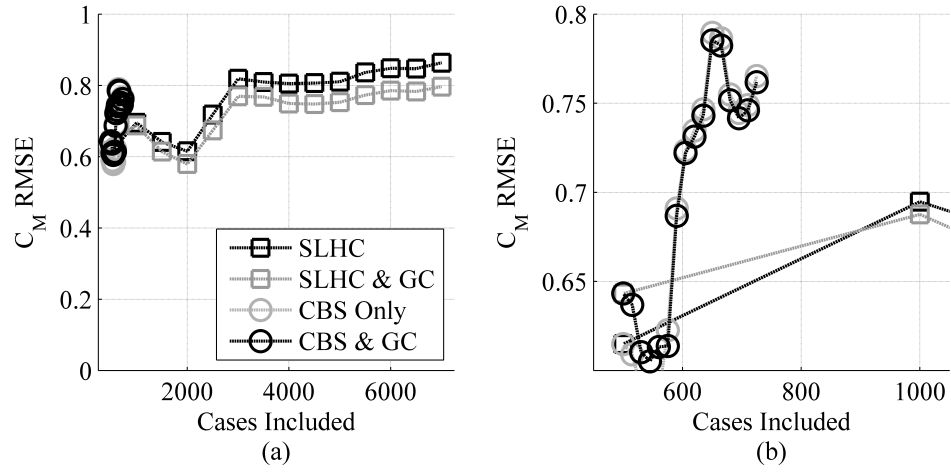 1
0.8
0.6
0.4
0.2
0
C_M RMSE
2000 4000 6000
Cases Included
(a)
SLHC
SLHC & GC
CBS Only
CBS & GC
0.8
0.75
0.7
0.65
C_M RMSE
600 800 1000
Cases Included
(b)